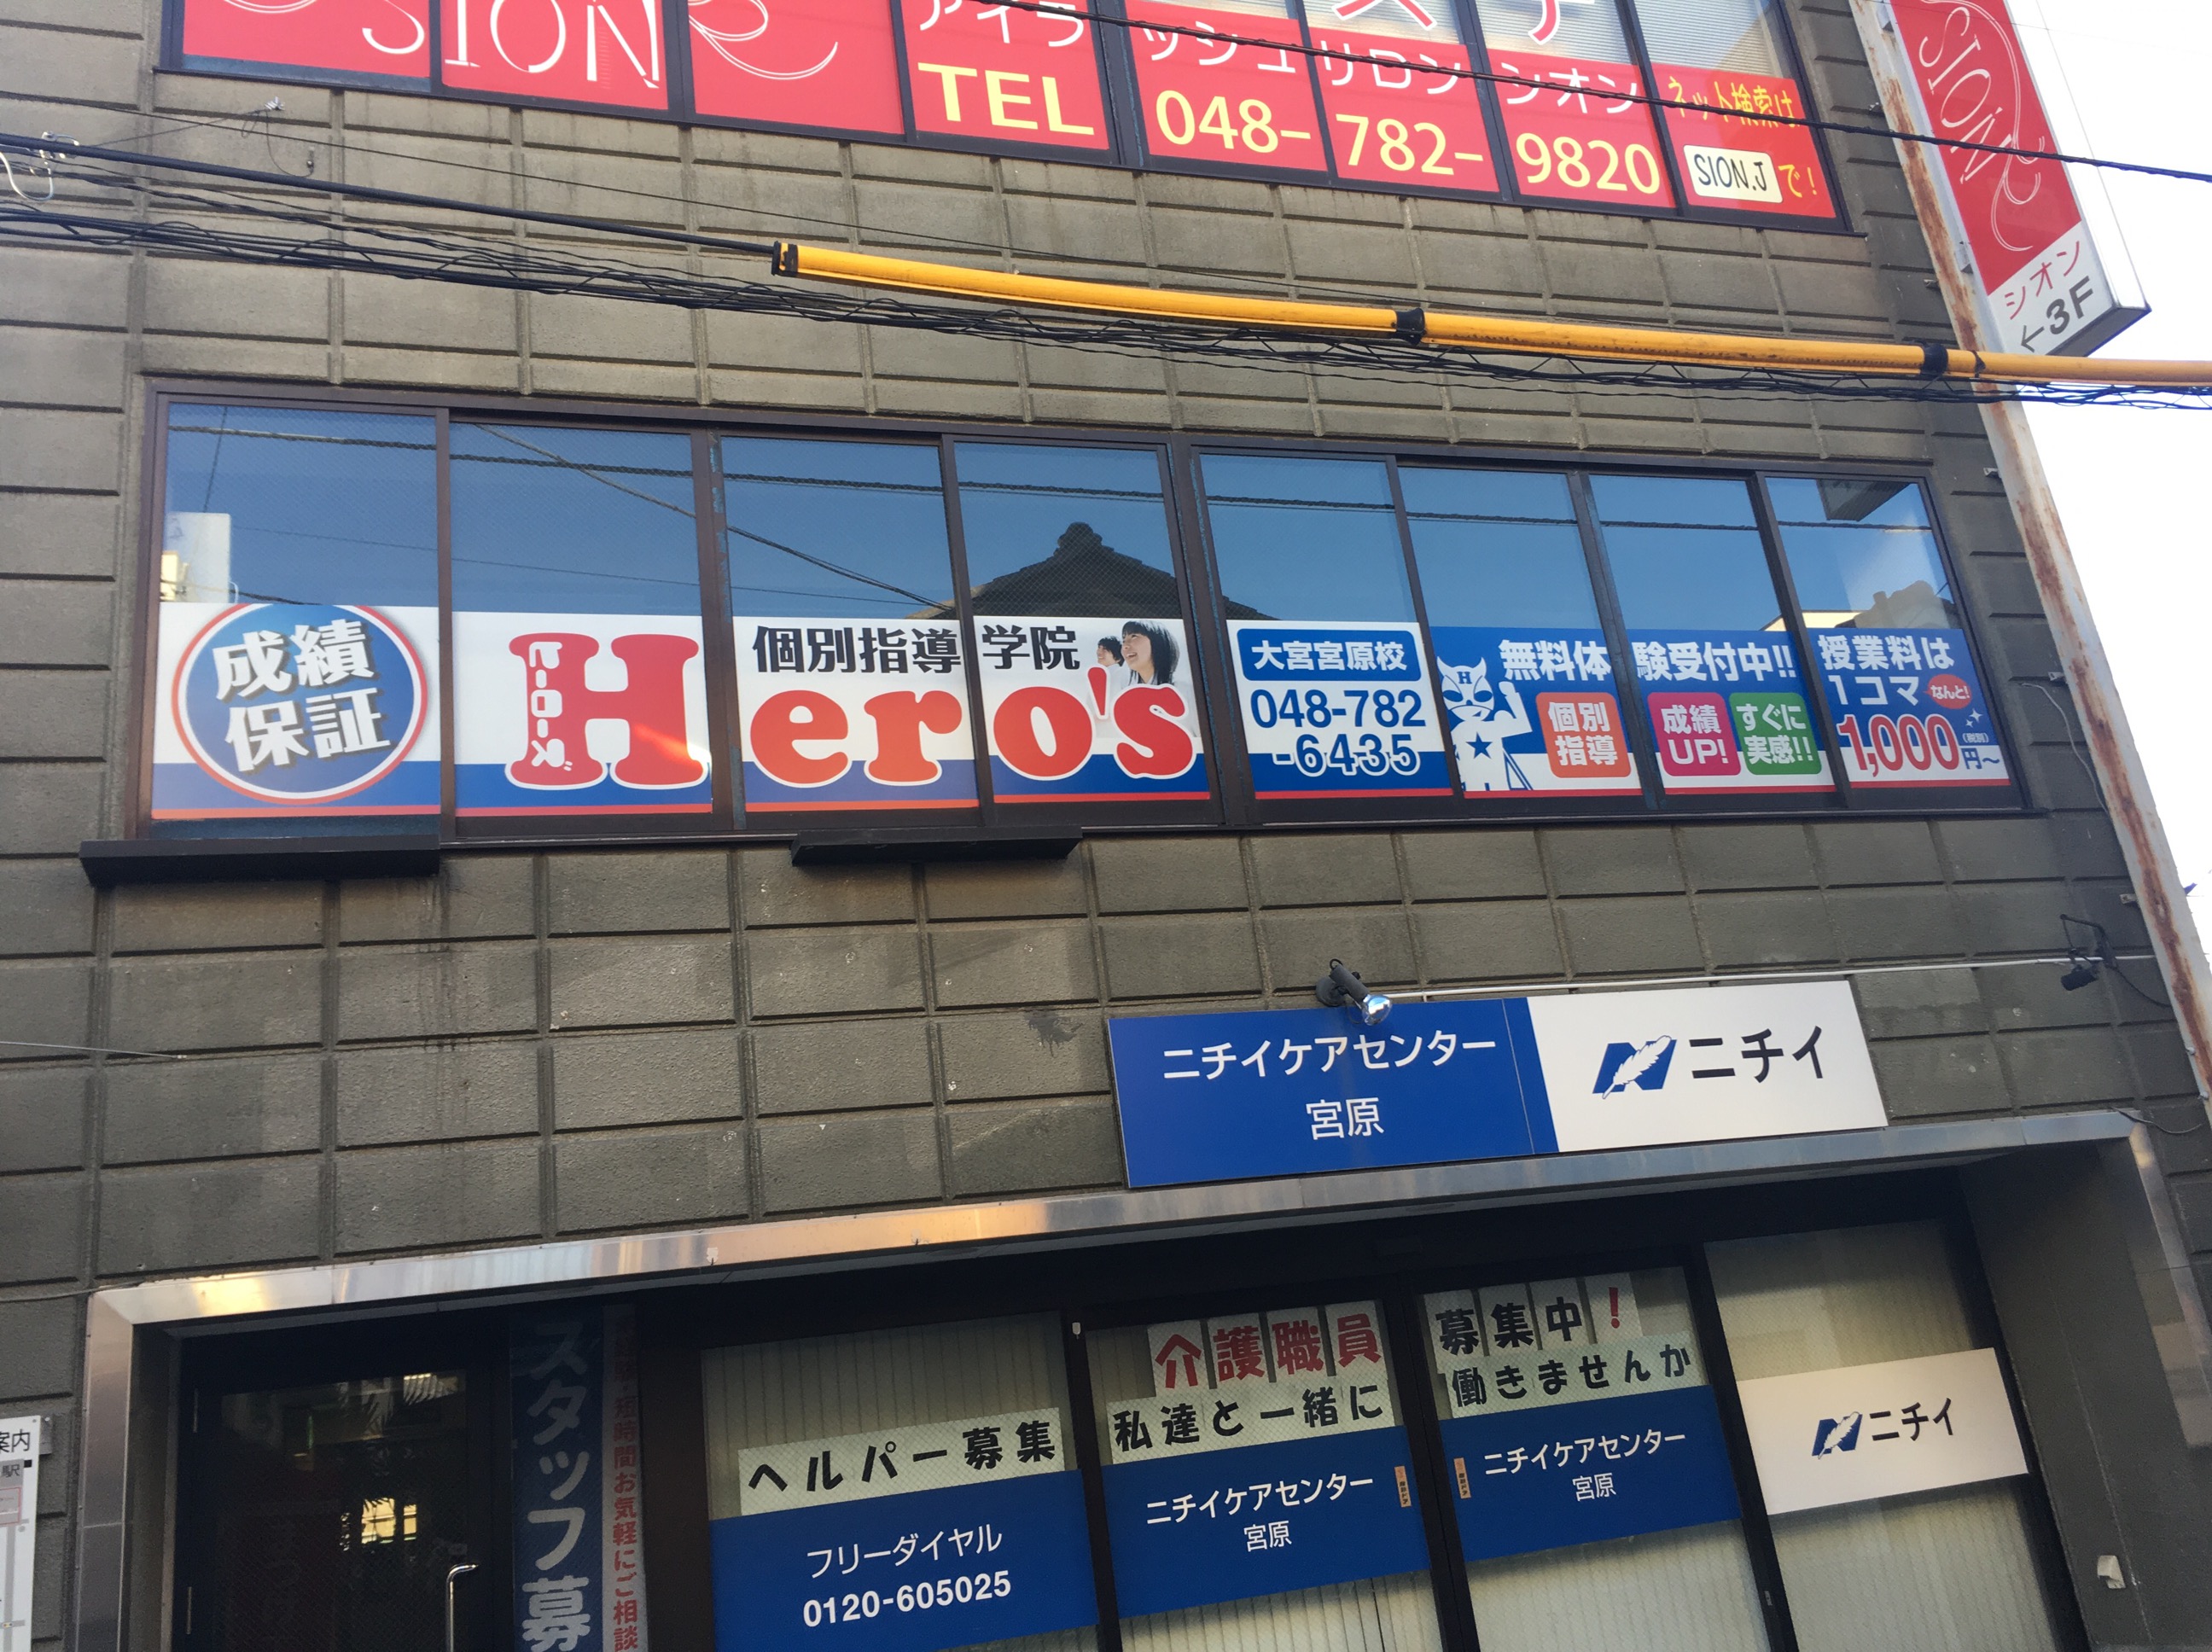 SION
アイラッシュサロン シオン
TEL 048-782-9820
ネット検索は
SION.J で!
SION
シオン
←3F
成績
保証
ヒーローズ
個別指導学院
Hero's
大宮宮原校
048-782
-6435
H
無料体験受付中!!
個別
指導
成績
UP!
すぐに
実感!!
授業料は
1コマ なんと!
1,000円~
(税別)
ニチイケアセンター
宮原
ニチイ
介護職員募集中!
私達と一緒に働きませんか
ヘルパー募集
フリーダイヤル
0120-605025
ニチイケアセンター
宮原
ニチイケアセンター
宮原
ニチイ
スタッフ募
短時間お気軽にご相談
案内